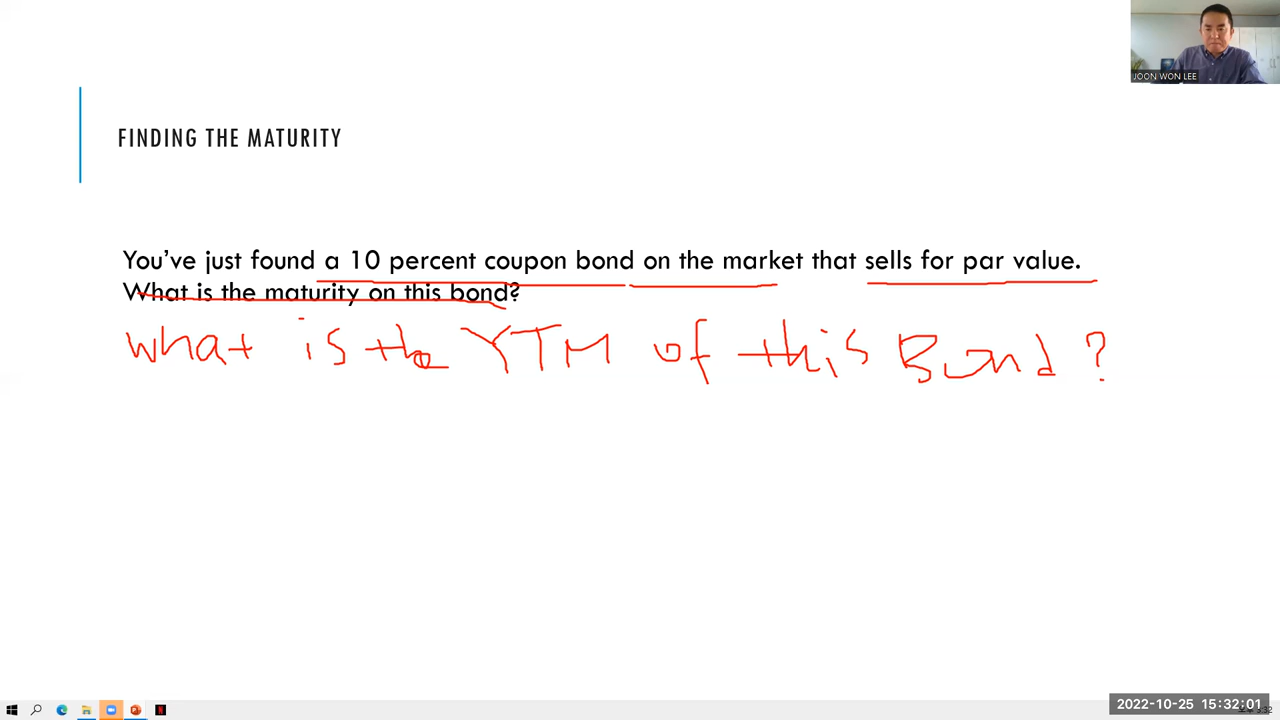 JOON WON LEE
FINDING THE MATURITY
You’ve just found a 10 percent coupon bond on the market that sells for par value.
What is the maturity on this bond?
What is the YTM of this Bond?
2022-10-25 15:32:01